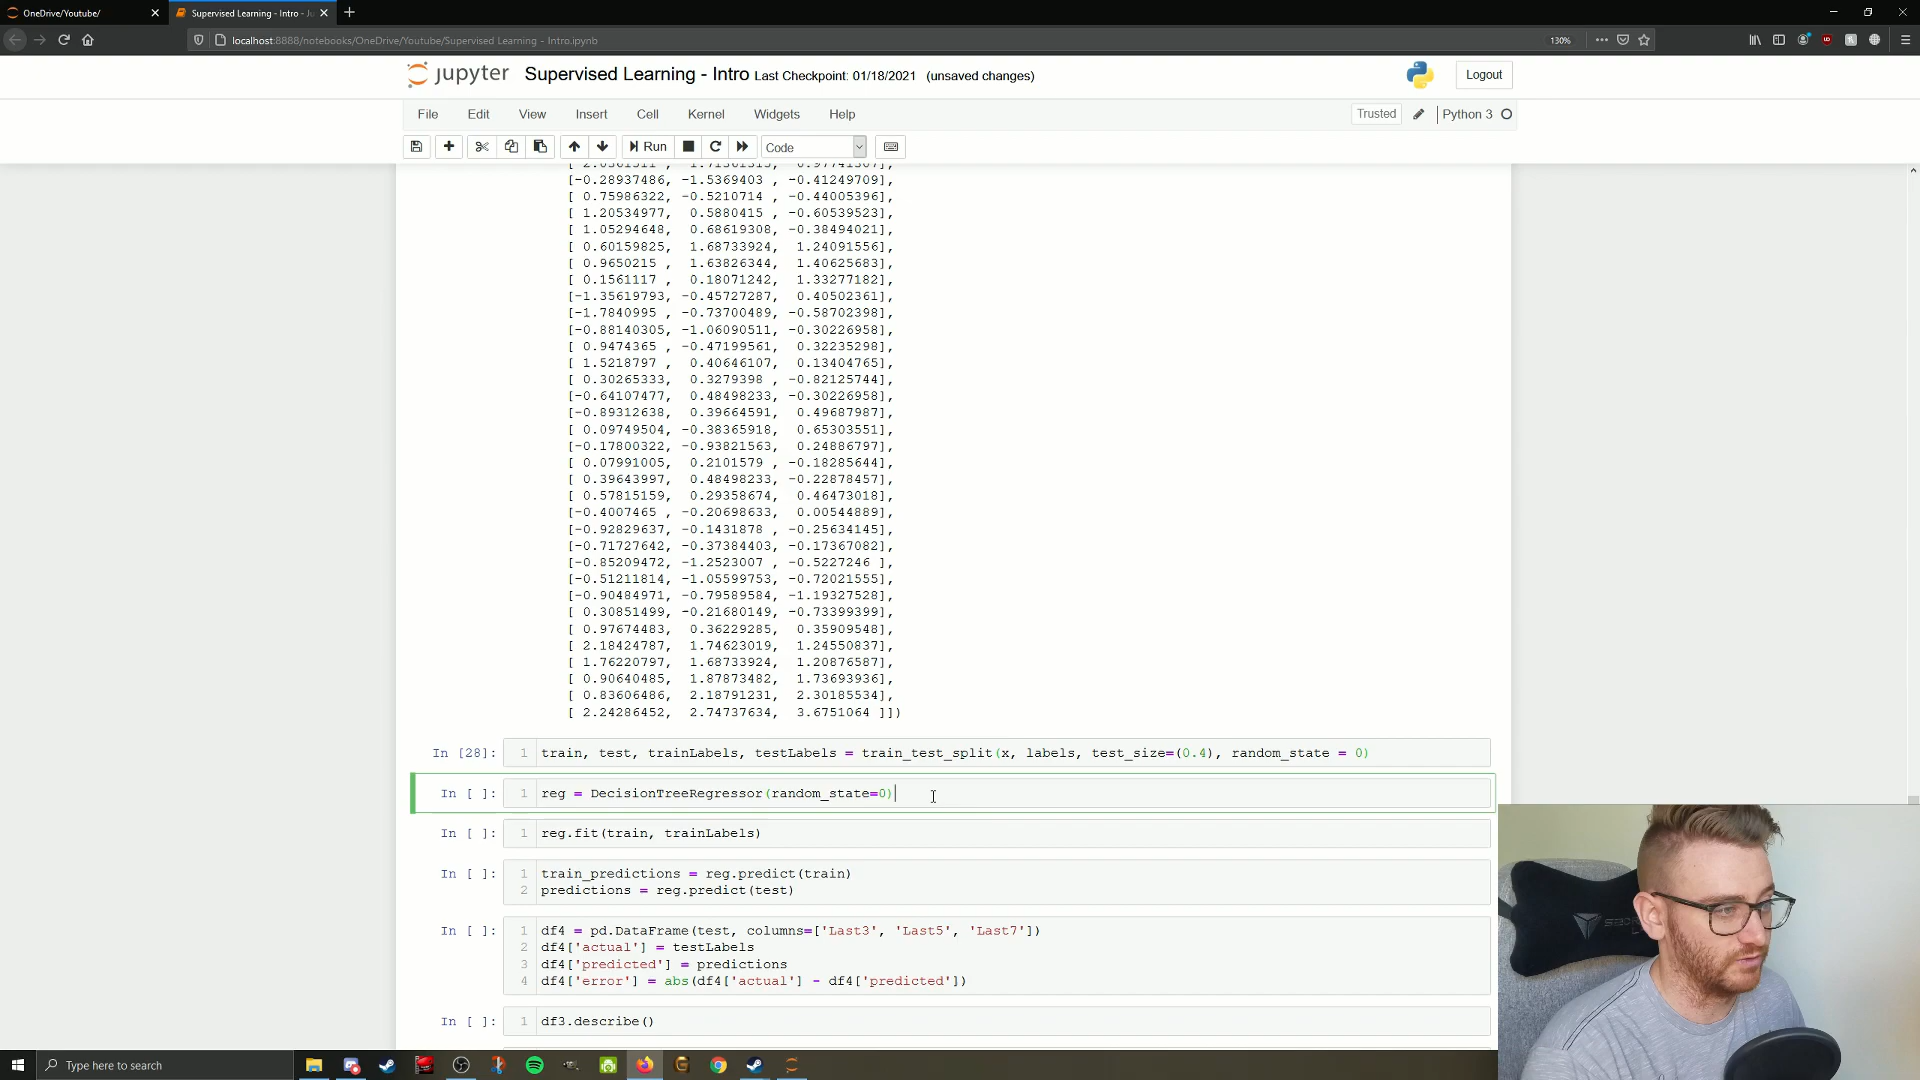 OneDrive/Youtube/
Supervised Learning - Intro - Ju
localhost:8888/notebooks/OneDrive/Youtube/Supervised Learning - Intro.ipynb
130%
jupyter Supervised Learning - Intro Last Checkpoint: 01/18/2021 (unsaved changes)
Logout
File Edit View Insert Cell Kernel Widgets Help
Trusted Python 3
Run Code
[-0.28937486, -1.5369403 , -0.41249709],
[ 0.75986322, -0.5210714 , -0.44005396],
[ 1.20534977, 0.5880415 , -0.60539523],
[ 1.05294648, 0.68619308, -0.38494021],
[ 0.60159825, 1.68733924, 1.24091556],
[ 0.9650215 , 1.63826344, 1.40625683],
[ 0.1561117 , 0.18071242, 1.33277182],
[-1.35619793, -0.45727287, 0.40502361],
[-1.7840995 , -0.73700489, -0.58702398],
[-0.88140305, -1.06090511, -0.30226958],
[ 0.9474365 , -0.47199561, 0.32235298],
[ 1.5218797 , 0.40646107, 0.13404765],
[ 0.30265333, 0.3279398 , -0.82125744],
[-0.64107477, 0.48498233, -0.30226958],
[-0.89312638, 0.39664591, 0.49687987],
[ 0.09749504, -0.38365918, 0.65303551],
[-0.17800322, -0.93821563, 0.24886797],
[ 0.07991005, 0.2101579 , -0.18285644],
[ 0.39643997, 0.48498233, -0.22878457],
[ 0.57815159, 0.29358674, 0.46473018],
[-0.4007465 , -0.20698633, 0.00544889],
[-0.92829637, -0.1431878 , -0.25634145],
[-0.71727642, -0.37384403, -0.17367082],
[-0.85209472, -1.2523007 , -0.5227246 ],
[-0.51211814, -1.05599753, -0.72021555],
[-0.90484971, -0.79589584, -1.19327528],
[ 0.30851499, -0.21680149, -0.73399399],
[ 0.97674483, 0.36229285, 0.35909548],
[ 2.18424787, 1.74623019, 1.24550837],
[ 1.76220797, 1.68733924, 1.20876587],
[ 0.90640485, 1.87873482, 1.73693936],
[ 0.83606486, 2.18791231, 2.30185534],
[ 2.24286452, 2.74737634, 3.6751064 ]])
In [28]: 1 train, test, trainLabels, testLabels = train_test_split(x, labels, test_size=(0.4), random_state = 0)
In [ ]: 1 reg = DecisionTreeRegressor(random_state=0)
In [ ]: 1 reg.fit(train, trainLabels)
In [ ]: 1 train_predictions = reg.predict(train)
2 predictions = reg.predict(test)
In [ ]: 1 df4 = pd.DataFrame(test, columns=['Last3', 'Last5', 'Last7'])
2 df4['actual'] = testLabels
3 df4['predicted'] = predictions
4 df4['error'] = abs(df4['actual'] - df4['predicted'])
In [ ]: 1 df3.describe()
Type here to search